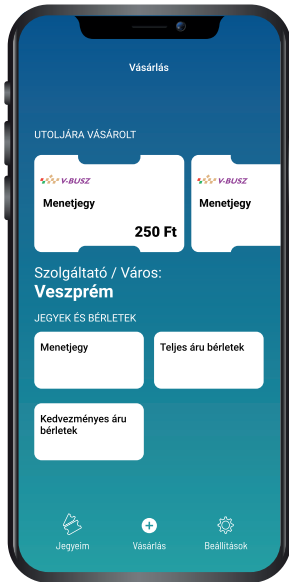 Vásárlás
UTOLJÁRA VÁSÁROLT
V-BUSZ
Menetjegy
250 Ft
V-BUSZ
Menetjegy
Szolgáltató / Város:
Veszprém
JEGYEK ÉS BÉRLETEK
Menetjegy
Teljes áru bérletek
Kedvezményes áru
bérletek
Jegyeim
Vásárlás
Beállítások